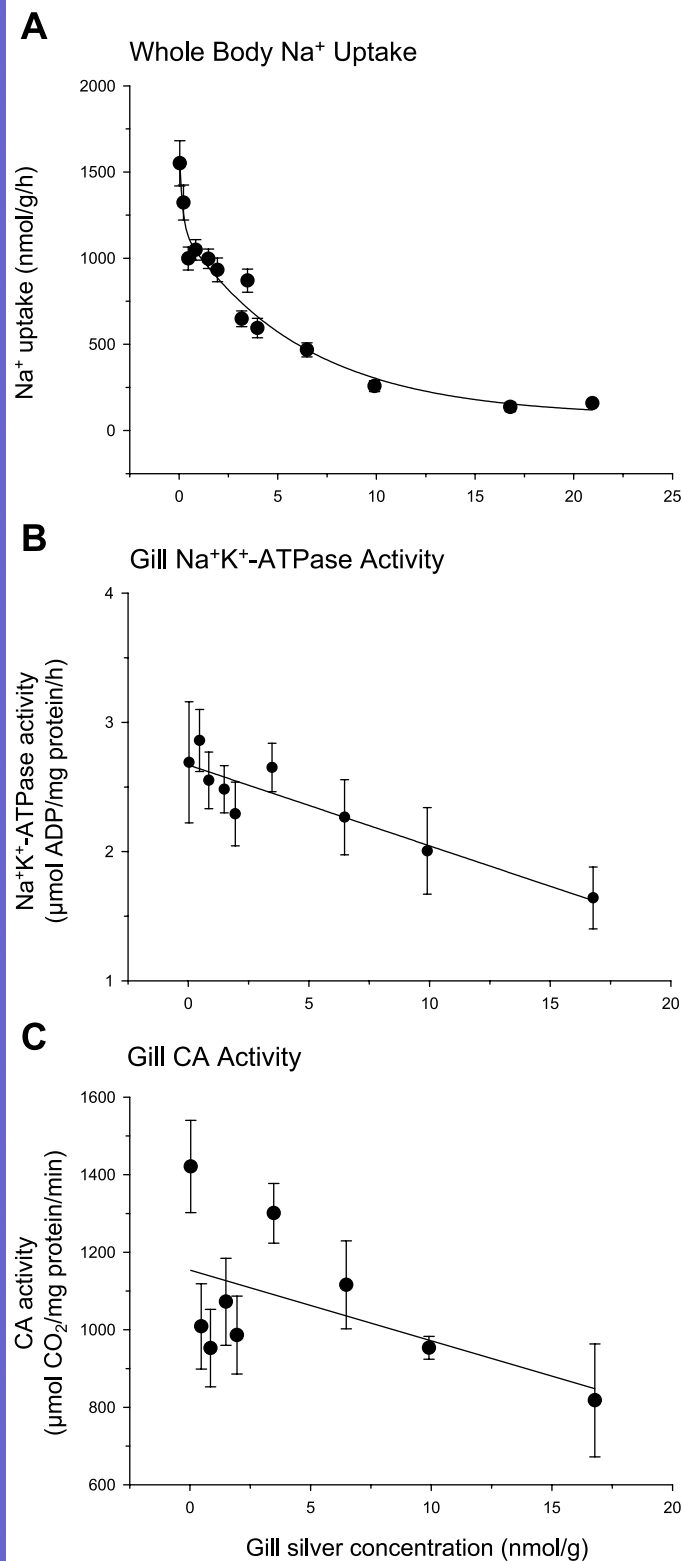 A
Whole Body Na⁺ Uptake
2000
1500
1000
500
0
Na⁺ uptake (nmol/g/h)
0 5 10 15 20 25
B
Gill Na⁺K⁺-ATPase Activity
4
3
2
1
Na⁺K⁺-ATPase activity
(µmol ADP/mg protein/h)
0 5 10 15 20
C
Gill CA Activity
1600
1400
1200
1000
800
600
CA activity
(µmol CO₂/mg protein/min)
0 5 10 15 20
Gill silver concentration (nmol/g)